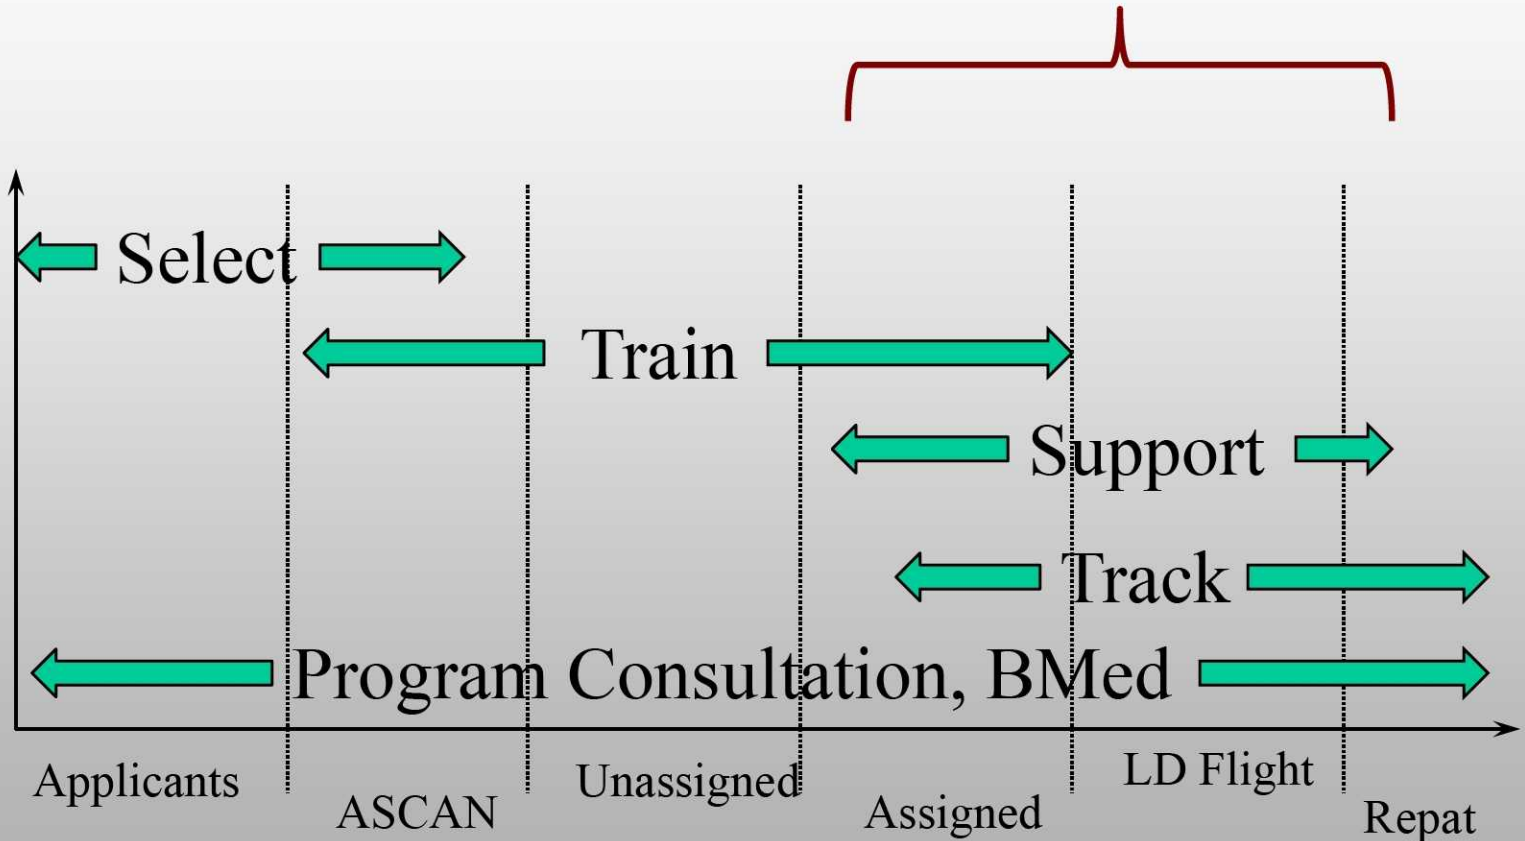 Select
Train
Support
Track
Program Consultation, BMed
Applicants
ASCAN
Unassigned
Assigned
LD Flight
Repat